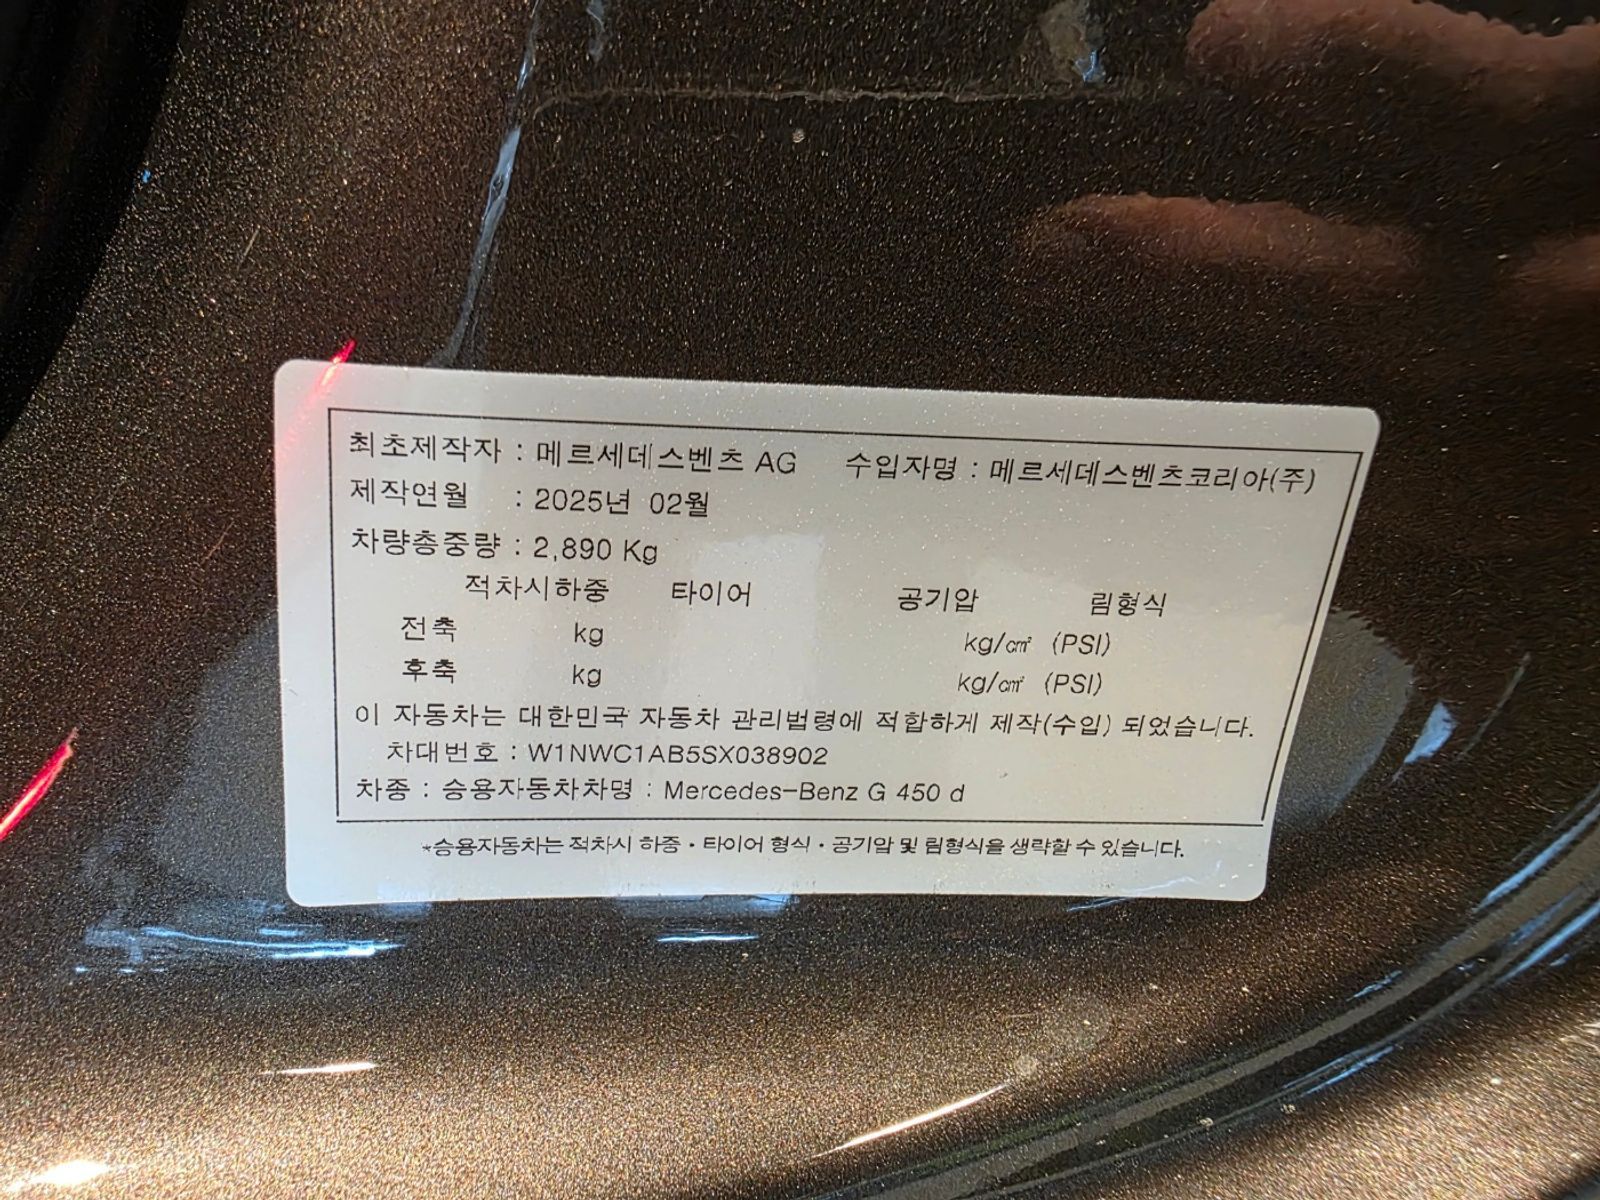 최초제작자 : 메르세데스벤츠 AG 수입자명 : 메르세데스벤츠코리아(주)
제작연월 : 2025년 02월
차량총중량 : 2,890 Kg
적차시하중 타이어 공기압 림형식
전축 kg kg/㎠ (PSI)
후축 kg kg/㎠ (PSI)
이 자동차는 대한민국 자동차 관리법령에 적합하게 제작(수입) 되었습니다.
차대번호 : W1NWC1AB5SX038902
차종 : 승용자동차차명 : Mercedes-Benz G 450 d
*승용자동차는 적차시 하중·타이어 형식·공기압 및 림형식을 생략할 수 있습니다.